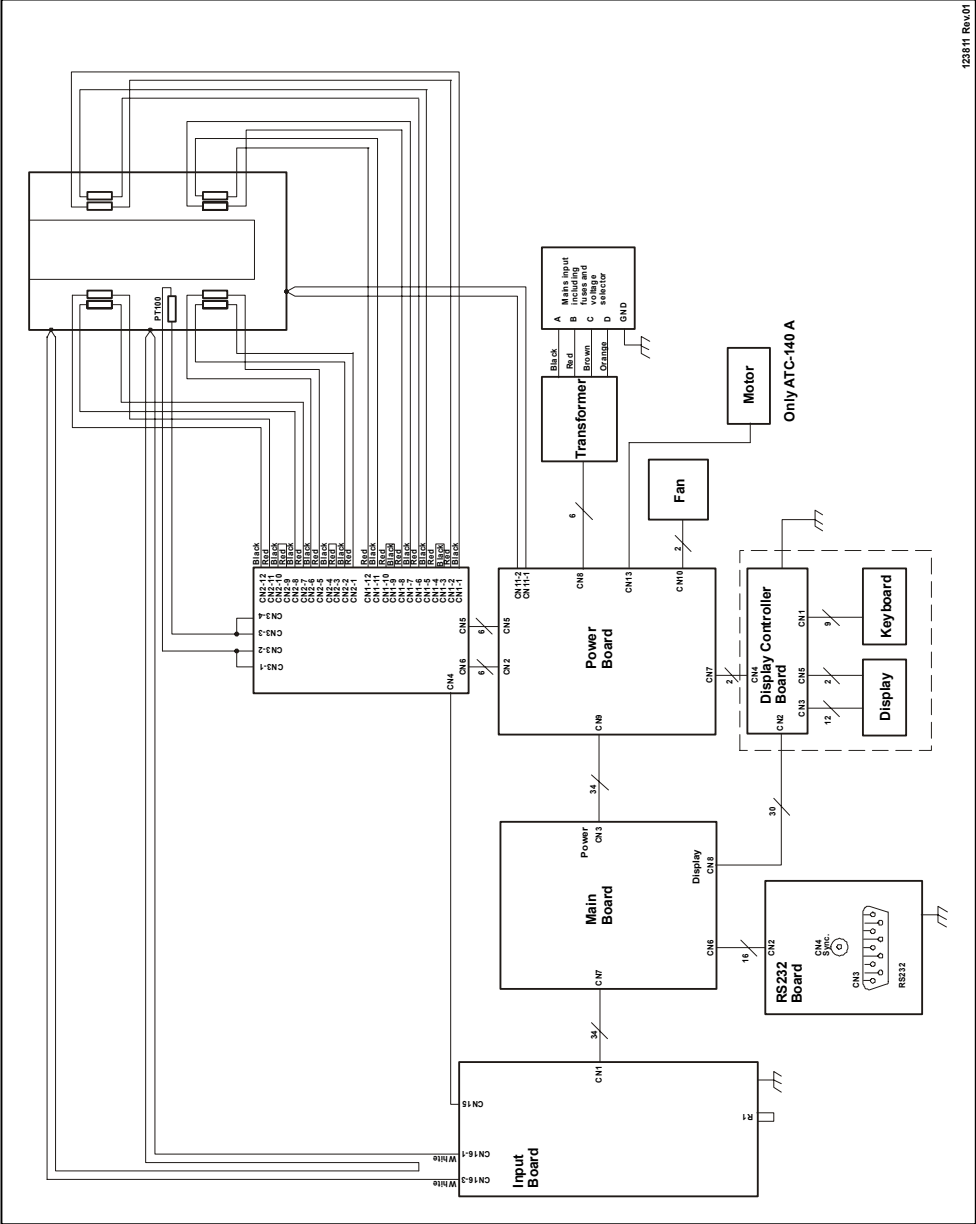 123811 Rev.01
PT100
Black
Red
Black
Red
Black
Red
Black
Red
Black
Red
Black
Red
CN2-12
CN2-11
CN2-10
CN2-9
CN2-8
CN2-7
CN2-6
CN2-5
CN2-4
CN2-3
CN2-2
CN2-1
Red
Black
Red
Black
Red
Black
Red
Black
Red
Black
Red
Black
CN1-12
CN1-11
CN1-10
CN1-9
CN1-8
CN1-7
CN1-6
CN1-5
CN1-4
CN1-3
CN1-2
CN1-1
CN3-4
CN3-3
CN3-2
CN3-1
CN4
CN6
CN5
6
6
CN2
CN5
CN11-2
CN11-1
CN8
CN13
CN10
CN7
CN9
Power
Board
6
Transformer
Black
Red
Brown
Orange
A
B
C
D
GND
Mains input
including
fuses and
voltage
selector
Motor
Only ATC-140 A
Fan
2
2
CN4
Display Controller
Board
CN1
CN5
CN3
CN2
9
2
12
Keyboard
Display
34
30
Power
CN3
Display
CN8
CN6
CN7
Main
Board
16
CN2
RS232
Board
CN4
Sync.
CN3
RS232
34
CN1
CN15
White
CN16-1
White
CN16-3
R1
Input
Board